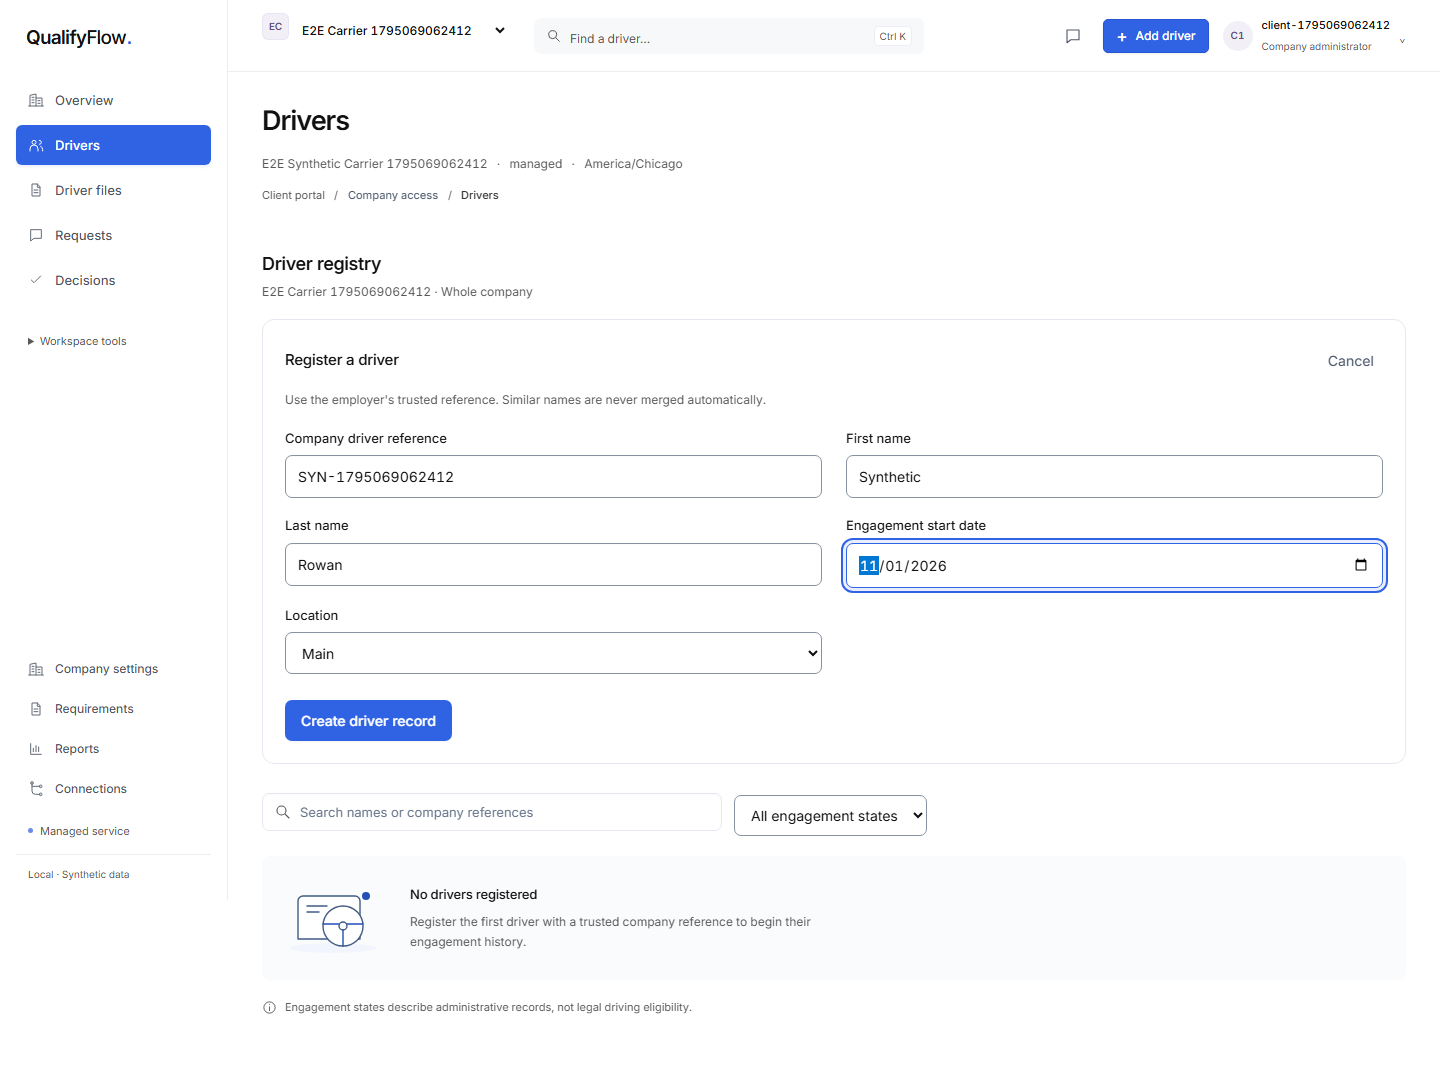 QualifyFlow.
EC
E2E Carrier 1795069062412
Find a driver...
Ctrl K
+ Add driver
C1
client-1795069062412
Company administrator
Overview
Drivers
Driver files
Requests
Decisions
Workspace tools
Company settings
Requirements
Reports
Connections
Managed service
Local · Synthetic data
Drivers
E2E Synthetic Carrier 1795069062412 · managed · America/Chicago
Client portal / Company access / Drivers
Driver registry
E2E Carrier 1795069062412 · Whole company
Register a driver
Cancel
Use the employer's trusted reference. Similar names are never merged automatically.
Company driver reference
SYN-1795069062412
First name
Synthetic
Last name
Rowan
Engagement start date
11/01/2026
Location
Main
Create driver record
Search names or company references
All engagement states
No drivers registered
Register the first driver with a trusted company reference to begin their
engagement history.
Engagement states describe administrative records, not legal driving eligibility.